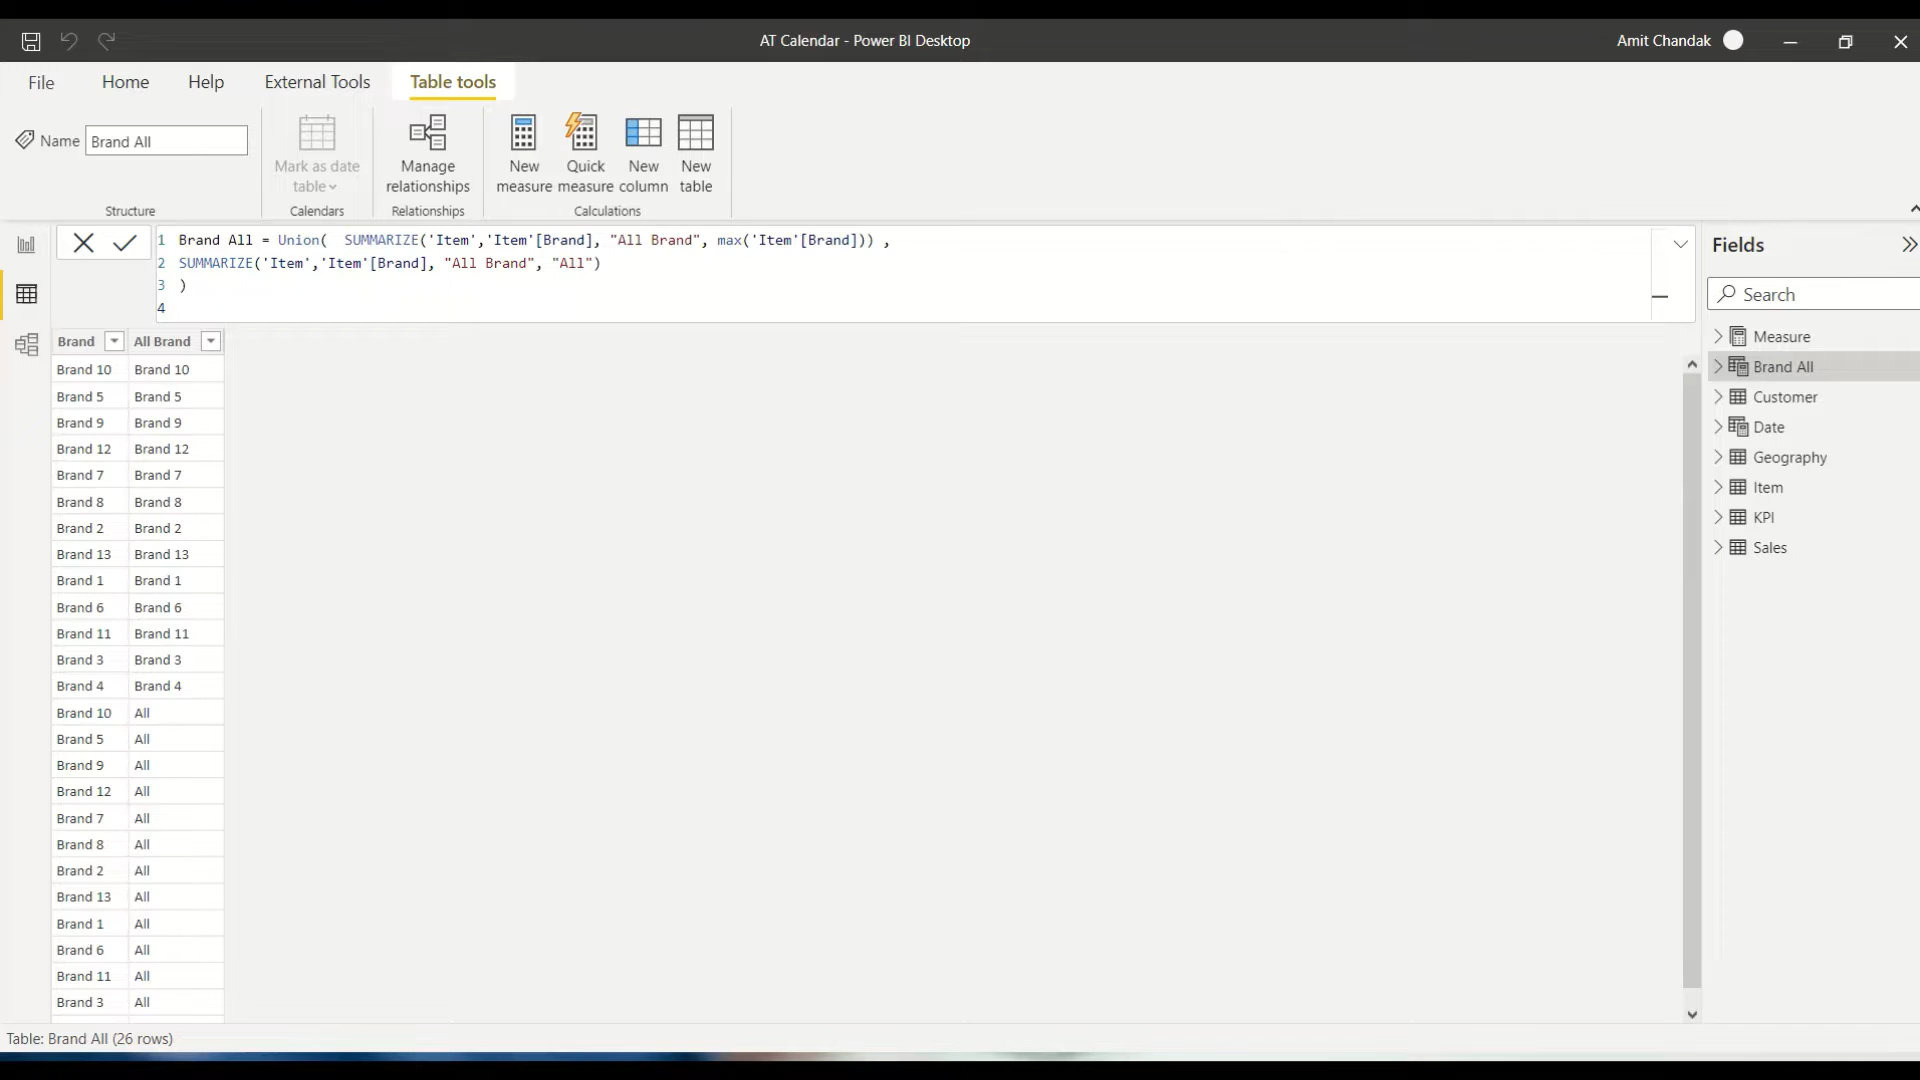 AT Calendar - Power BI Desktop
Amit Chandak
File
Home
Help
External Tools
Table tools
Name
Brand All
Mark as date
table
Manage
relationships
New
measure
Quick
measure
New
column
New
table
Structure
Calendars
Relationships
Calculations
1 Brand All = Union(  SUMMARIZE('Item','Item'[Brand], "All Brand", max('Item'[Brand])) ,
2 SUMMARIZE('Item','Item'[Brand], "All Brand", "All")
3 )
4
Fields
Search
Measure
Brand All
Customer
Date
Geography
Item
KPI
Sales
Brand All Brand
Brand 10 Brand 10
Brand 5 Brand 5
Brand 9 Brand 9
Brand 12 Brand 12
Brand 7 Brand 7
Brand 8 Brand 8
Brand 2 Brand 2
Brand 13 Brand 13
Brand 1 Brand 1
Brand 6 Brand 6
Brand 11 Brand 11
Brand 3 Brand 3
Brand 4 Brand 4
Brand 10 All
Brand 5 All
Brand 9 All
Brand 12 All
Brand 7 All
Brand 8 All
Brand 2 All
Brand 13 All
Brand 1 All
Brand 6 All
Brand 11 All
Brand 3 All
Table: Brand All (26 rows)